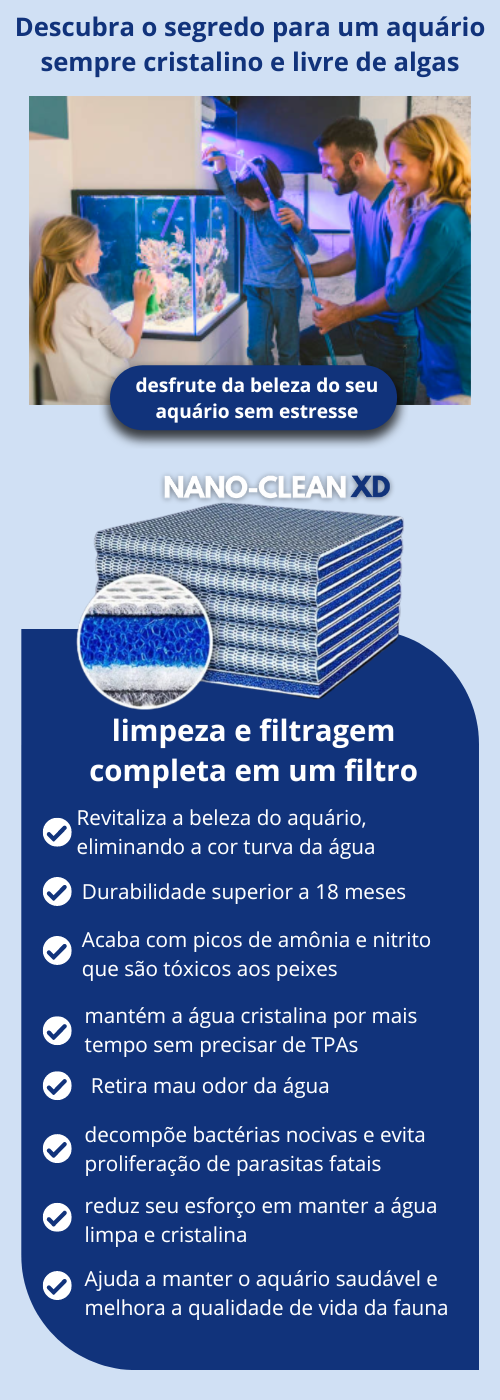 Descubra o segredo para um aquário
sempre cristalino e livre de algas
desfrute da beleza do seu
aquário sem estresse
NANO-CLEAN XD
limpeza e filtragem
completa em um filtro
Revitaliza a beleza do aquário,
eliminando a cor turva da água
Durabilidade superior a 18 meses
Acaba com picos de amônia e nitrito
que são tóxicos aos peixes
mantém a água cristalina por mais
tempo sem precisar de TPAs
Retira mau odor da água
decompõe bactérias nocivas e evita
proliferação de parasitas fatais
reduz seu esforço em manter a água
limpa e cristalina
Ajuda a manter o aquário saudável e
melhora a qualidade de vida da fauna